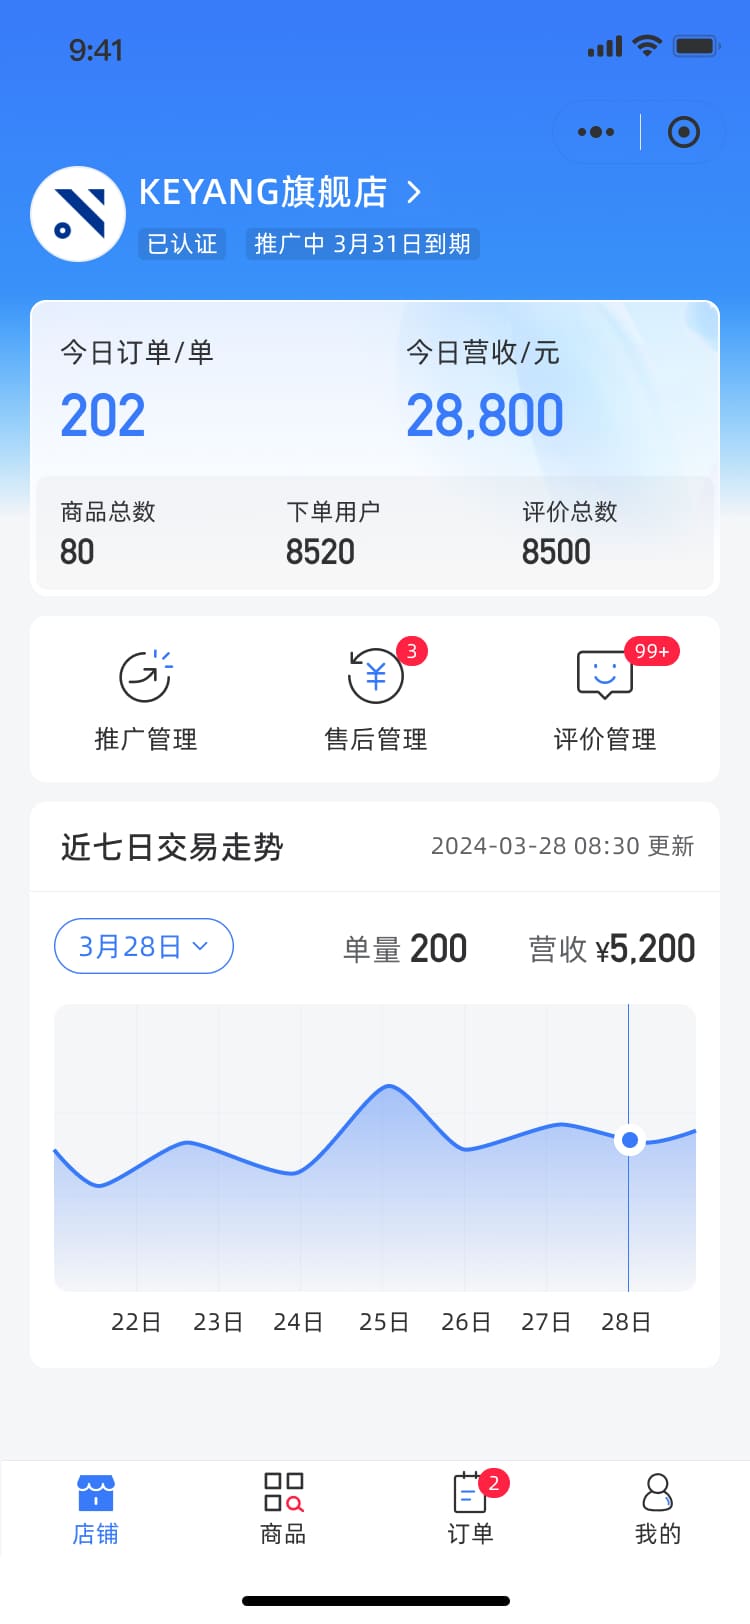 9:41
KEYANG旗舰店
已认证 推广中 3月31日到期
今日订单/单 今日营收/元
202 28,800
商品总数 下单用户 评价总数
80 8520 8500
3 99+
推广管理 售后管理 评价管理
近七日交易走势 2024-03-28 08:30 更新
3月28日 单量 200 营收 ¥5,200
22日 23日 24日 25日 26日 27日 28日
2
店铺 商品 订单 我的